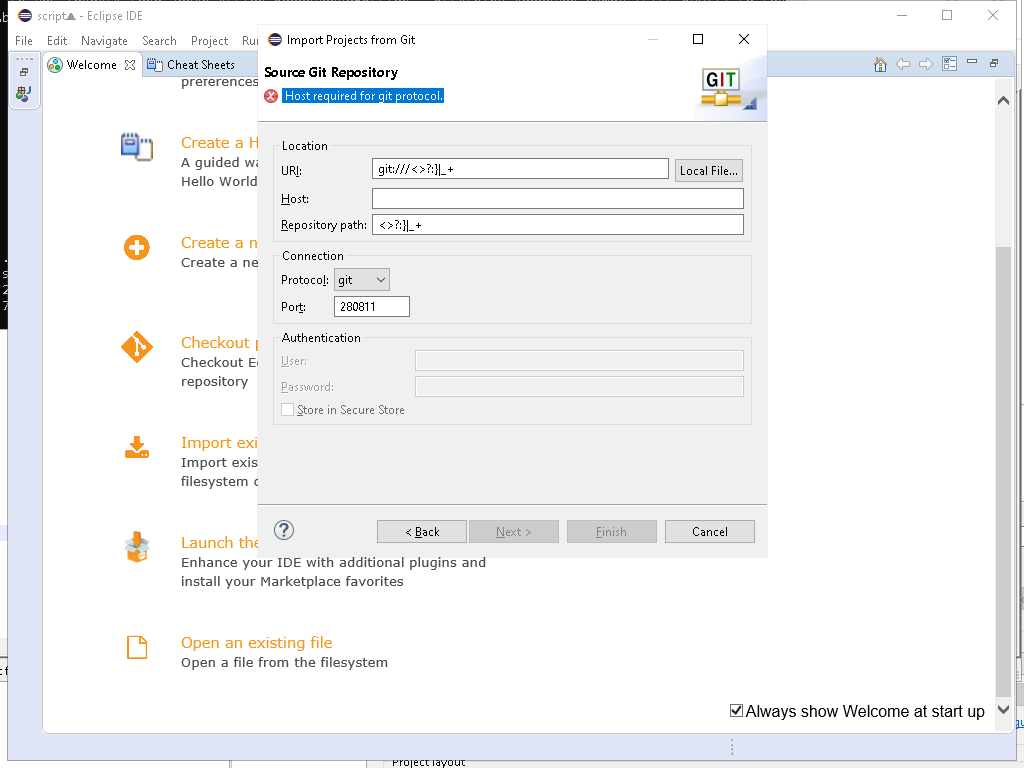 script▲ - Eclipse IDE
File Edit Navigate Search Project Ru
Welcome
Cheat Sheets
preferences
Create a H
A guided wa
Hello World
Create a n
Create a ne
Checkout p
Checkout Ec
repository
Import exi
Import exis
filesystem o
Launch the
Enhance your IDE with additional plugins and
install your Marketplace favorites
Open an existing file
Open a file from the filesystem
Always show Welcome at start up
Import Projects from Git
Source Git Repository
Host required for git protocol.
GIT
Location
URI:
git:///<>?:}|_+
Local File...
Host:
Repository path:
<>?:}|_+
Connection
Protocol:
git
Port:
280811
Authentication
User:
Password:
Store in Secure Store
?
< Back
Next >
Finish
Cancel
Project layout